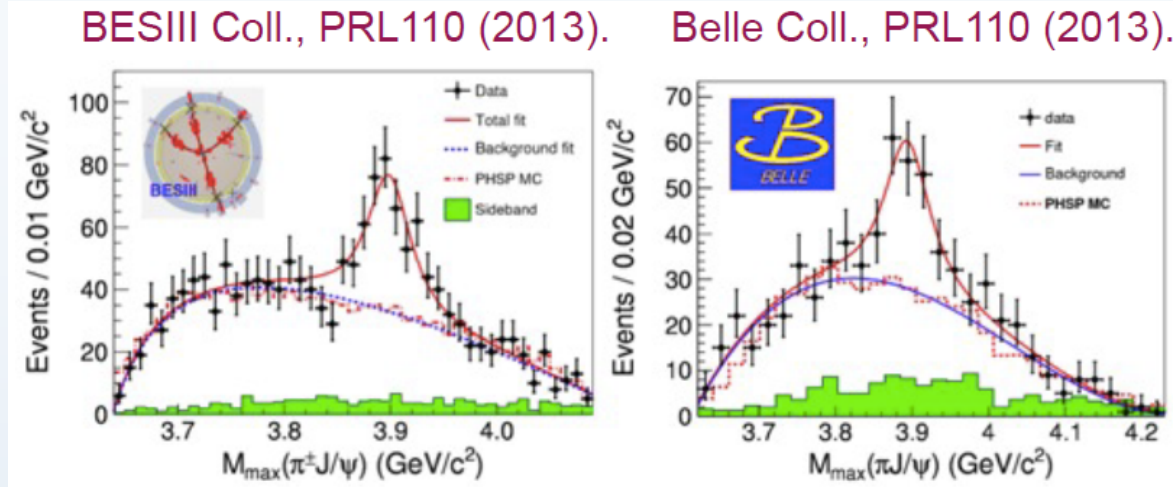 BESIII Coll., PRL110 (2013).
Events / 0.01 GeV/c²
100
80
60
40
20
0
BESIII
Data
Total fit
Background fit
PHSP MC
Sideband
3.7 3.8 3.9 4.0
M_max(π±J/ψ) (GeV/c²)
Belle Coll., PRL110 (2013).
Events / 0.02 GeV/c²
70
60
50
40
30
20
10
0
B
BELLE
data
Fit
Background
PHSP MC
3.7 3.8 3.9 4 4.1 4.2
M_max(πJ/ψ) (GeV/c²)